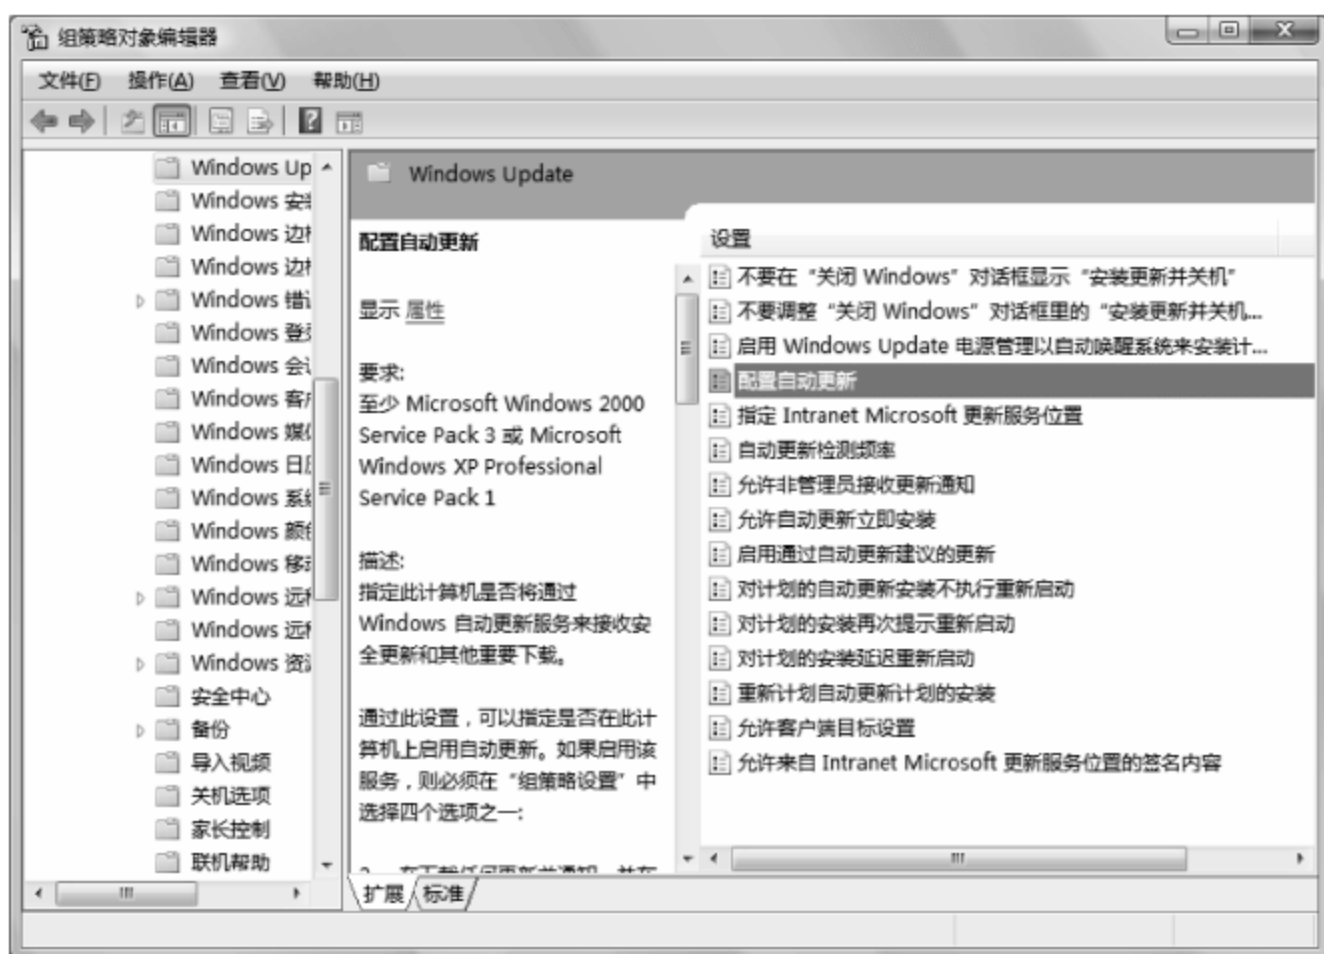 组策略对象编辑器
文件(F) 操作(A) 查看(V) 帮助(H)
Windows Up
Windows 安
Windows 边
Windows 边
Windows 错
Windows 登
Windows 会
Windows 客
Windows 媒
Windows 日
Windows 系
Windows 颜
Windows 移
Windows 远
Windows 远
Windows 资
安全中心
备份
导入视频
关机选项
家长控制
联机帮助
Windows Update
配置自动更新
显示 属性
要求:
至少 Microsoft Windows 2000
Service Pack 3 或 Microsoft
Windows XP Professional
Service Pack 1
描述:
指定此计算机是否将通过
Windows 自动更新服务来接收安
全更新和其他重要下载。
通过此设置，可以指定是否在此计
算机上启用自动更新。如果启用该
服务，则必须在“组策略设置”中
选择四个选项之一:
设置
不要在“关闭 Windows”对话框显示“安装更新并关机”
不要调整“关闭 Windows”对话框里的“安装更新并关机...
启用 Windows Update 电源管理以自动唤醒系统来安装计...
配置自动更新
指定 Intranet Microsoft 更新服务位置
自动更新检测频率
允许非管理员接收更新通知
允许自动更新立即安装
启用通过自动更新建议的更新
对计划的自动更新安装不执行重新启动
对计划的安装再次提示重新启动
对计划的安装延迟重新启动
重新计划自动更新计划的安装
允许客户端目标设置
允许来自 Intranet Microsoft 更新服务位置的签名内容
扩展 标准